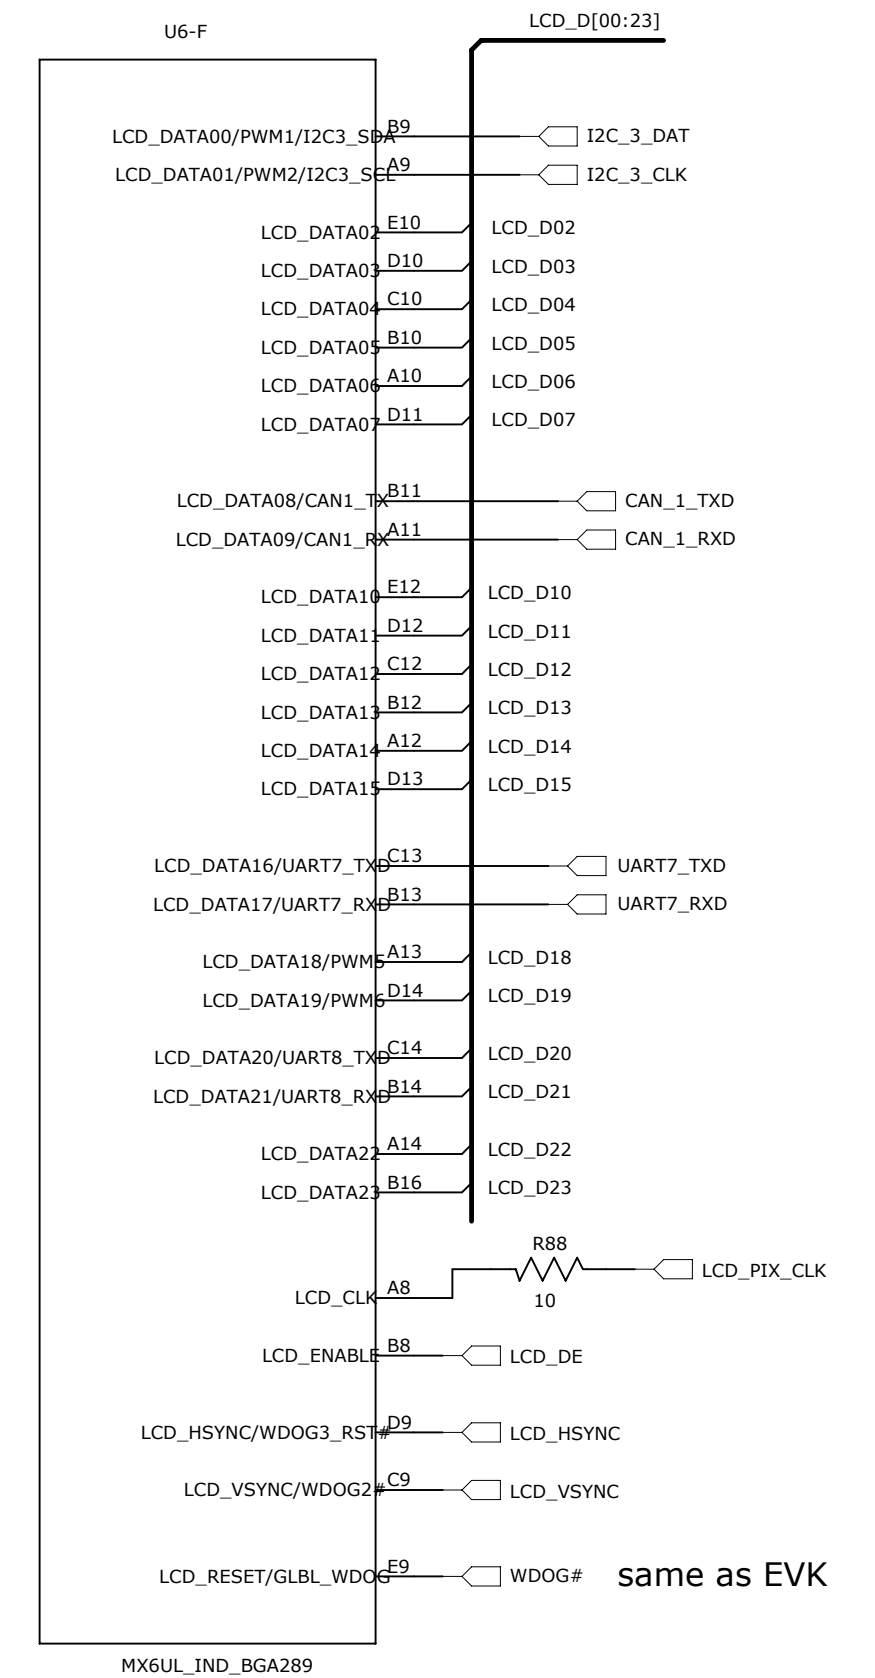 U6-F LCD_D[00:23]
LCD_DATA00/PWM1/I2C3_SDA B9 I2C_3_DAT
LCD_DATA01/PWM2/I2C3_SCL A9 I2C_3_CLK
LCD_DATA02 E10 LCD_D02
LCD_DATA03 D10 LCD_D03
LCD_DATA04 C10 LCD_D04
LCD_DATA05 B10 LCD_D05
LCD_DATA06 A10 LCD_D06
LCD_DATA07 D11 LCD_D07
LCD_DATA08/CAN1_TX B11 CAN_1_TXD
LCD_DATA09/CAN1_RX A11 CAN_1_RXD
LCD_DATA10 E12 LCD_D10
LCD_DATA11 D12 LCD_D11
LCD_DATA12 C12 LCD_D12
LCD_DATA13 B12 LCD_D13
LCD_DATA14 A12 LCD_D14
LCD_DATA15 D13 LCD_D15
LCD_DATA16/UART7_TXD C13 UART7_TXD
LCD_DATA17/UART7_RXD B13 UART7_RXD
LCD_DATA18/PWM5 A13 LCD_D18
LCD_DATA19/PWM6 D14 LCD_D19
LCD_DATA20/UART8_TXD C14 LCD_D20
LCD_DATA21/UART8_RXD B14 LCD_D21
LCD_DATA22 A14 LCD_D22
LCD_DATA23 B16 LCD_D23
R88
LCD_CLK A8 10 LCD_PIX_CLK
LCD_ENABLE B8 LCD_DE
LCD_HSYNC/WDOG3_RST# D9 LCD_HSYNC
LCD_VSYNC/WDOG2# C9 LCD_VSYNC
LCD_RESET/GLBL_WDOG E9 WDOG# same as EVK
MX6UL_IND_BGA289